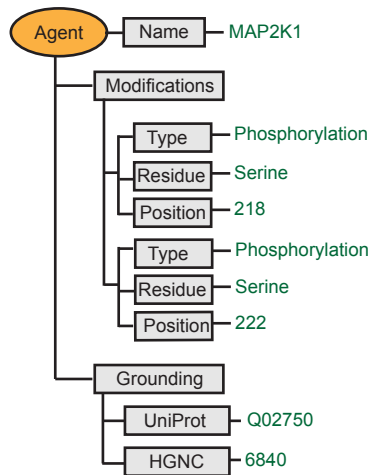 Agent Name MAP2K1
Modifications
Type Phosphorylation
Residue Serine
Position 218
Type Phosphorylation
Residue Serine
Position 222
Grounding
UniProt Q02750
HGNC 6840